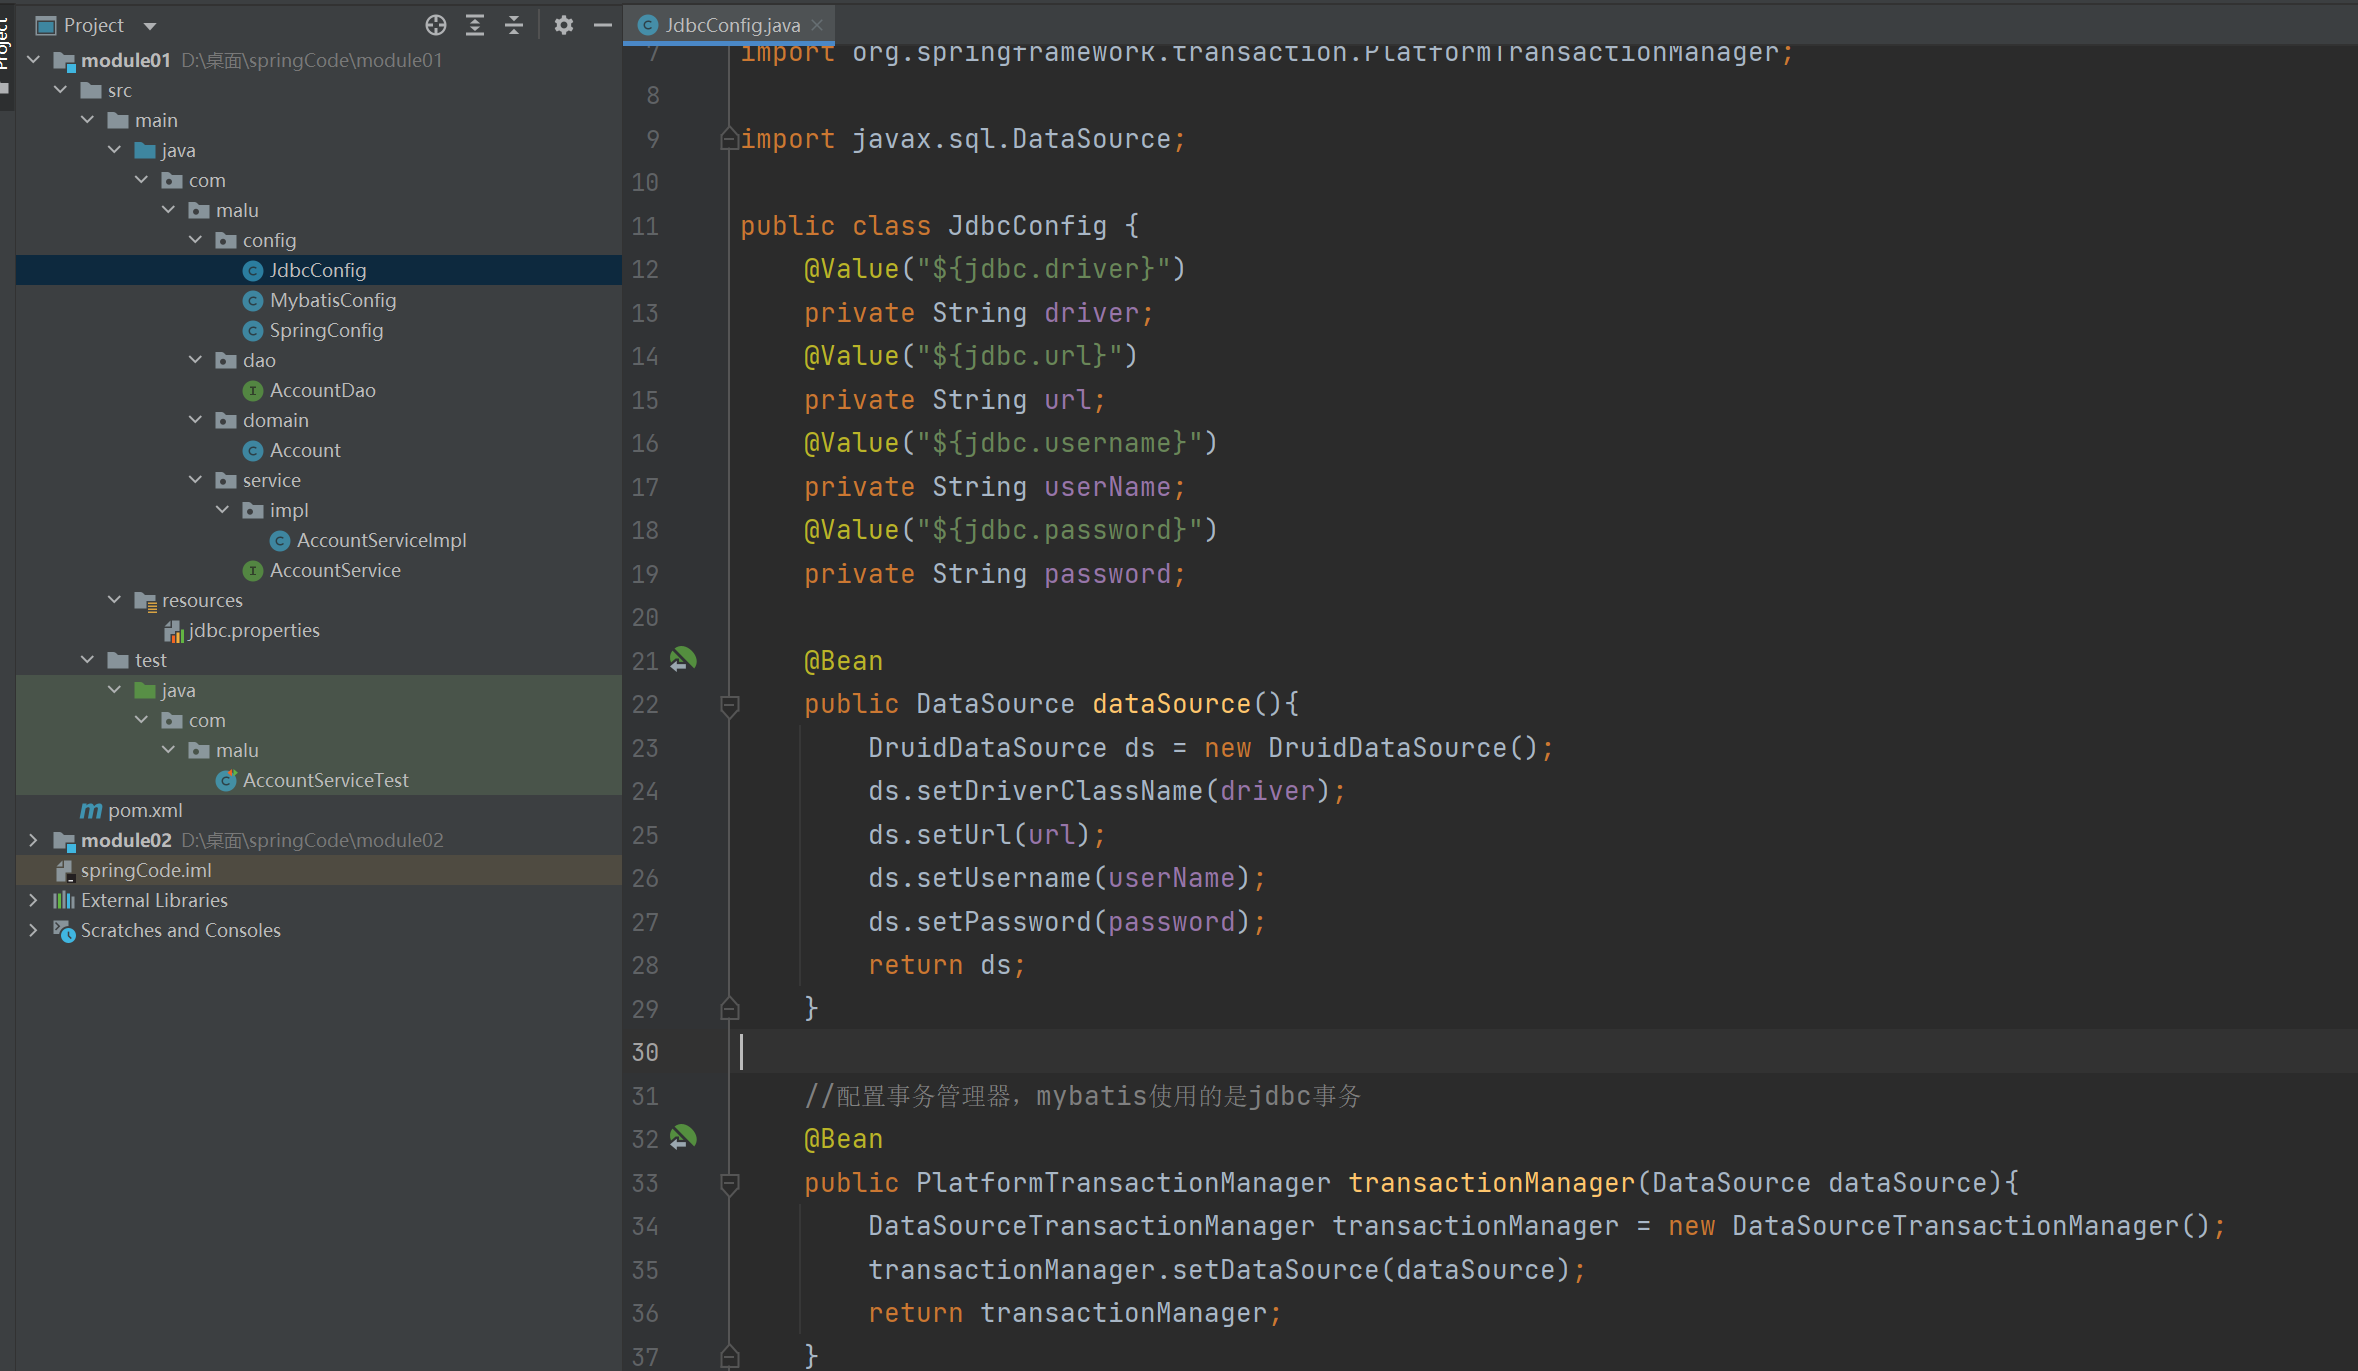 Project
Project
module01 D:\桌面\springCode\module01
src
main
java
com
malu
config
JdbcConfig
MybatisConfig
SpringConfig
dao
AccountDao
domain
Account
service
impl
AccountServiceImpl
AccountService
resources
jdbc.properties
test
java
com
malu
AccountServiceTest
pom.xml
module02 D:\桌面\springCode\module02
springCode.iml
External Libraries
Scratches and Consoles
JdbcConfig.java
7 import org.springframework.transaction.PlatformTransactionManager;
8
9 import javax.sql.DataSource;
10
11 public class JdbcConfig {
12 @Value("${jdbc.driver}")
13 private String driver;
14 @Value("${jdbc.url}")
15 private String url;
16 @Value("${jdbc.username}")
17 private String userName;
18 @Value("${jdbc.password}")
19 private String password;
20
21 @Bean
22 public DataSource dataSource(){
23 DruidDataSource ds = new DruidDataSource();
24 ds.setDriverClassName(driver);
25 ds.setUrl(url);
26 ds.setUsername(userName);
27 ds.setPassword(password);
28 return ds;
29 }
30
31 //配置事务管理器，mybatis使用的是jdbc事务
32 @Bean
33 public PlatformTransactionManager transactionManager(DataSource dataSource){
34 DataSourceTransactionManager transactionManager = new DataSourceTransactionManager();
35 transactionManager.setDataSource(dataSource);
36 return transactionManager;
37 }